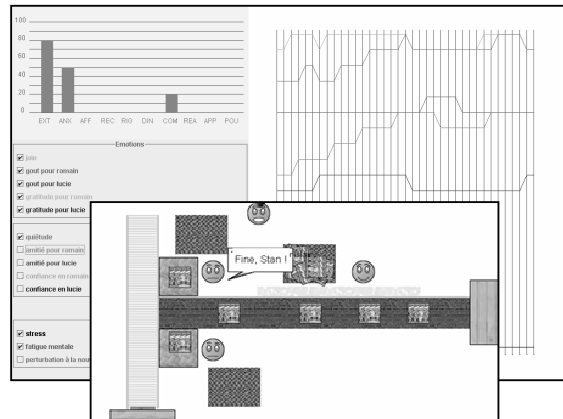 100
80
60
40
20
0
EXT ANX AFF REC RIO DIN COM REA APP POU
Emotions
joie
gout pour romain
gout pour lucie
gratitude pour romain
gratitude pour lucie
quiétude
amitié pour romain
amitié pour lucie
confiance en romain
confiance en lucie
stress
fatigue mentale
perturbation à la nou
Fine, Stan !